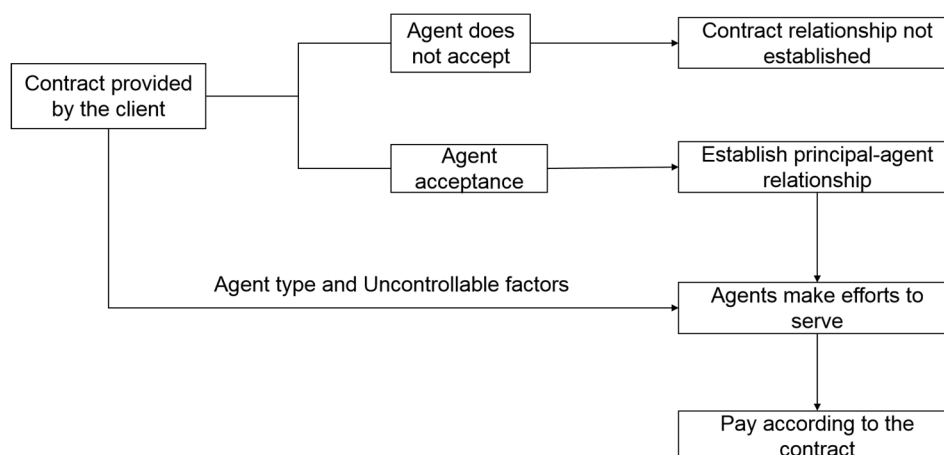 Agent does
not accept
Contract relationship not
established
Contract provided
by the client
Agent
acceptance
Establish principal-agent
relationship
Agent type and Uncontrollable factors
Agents make efforts to
serve
Pay according to the
contract